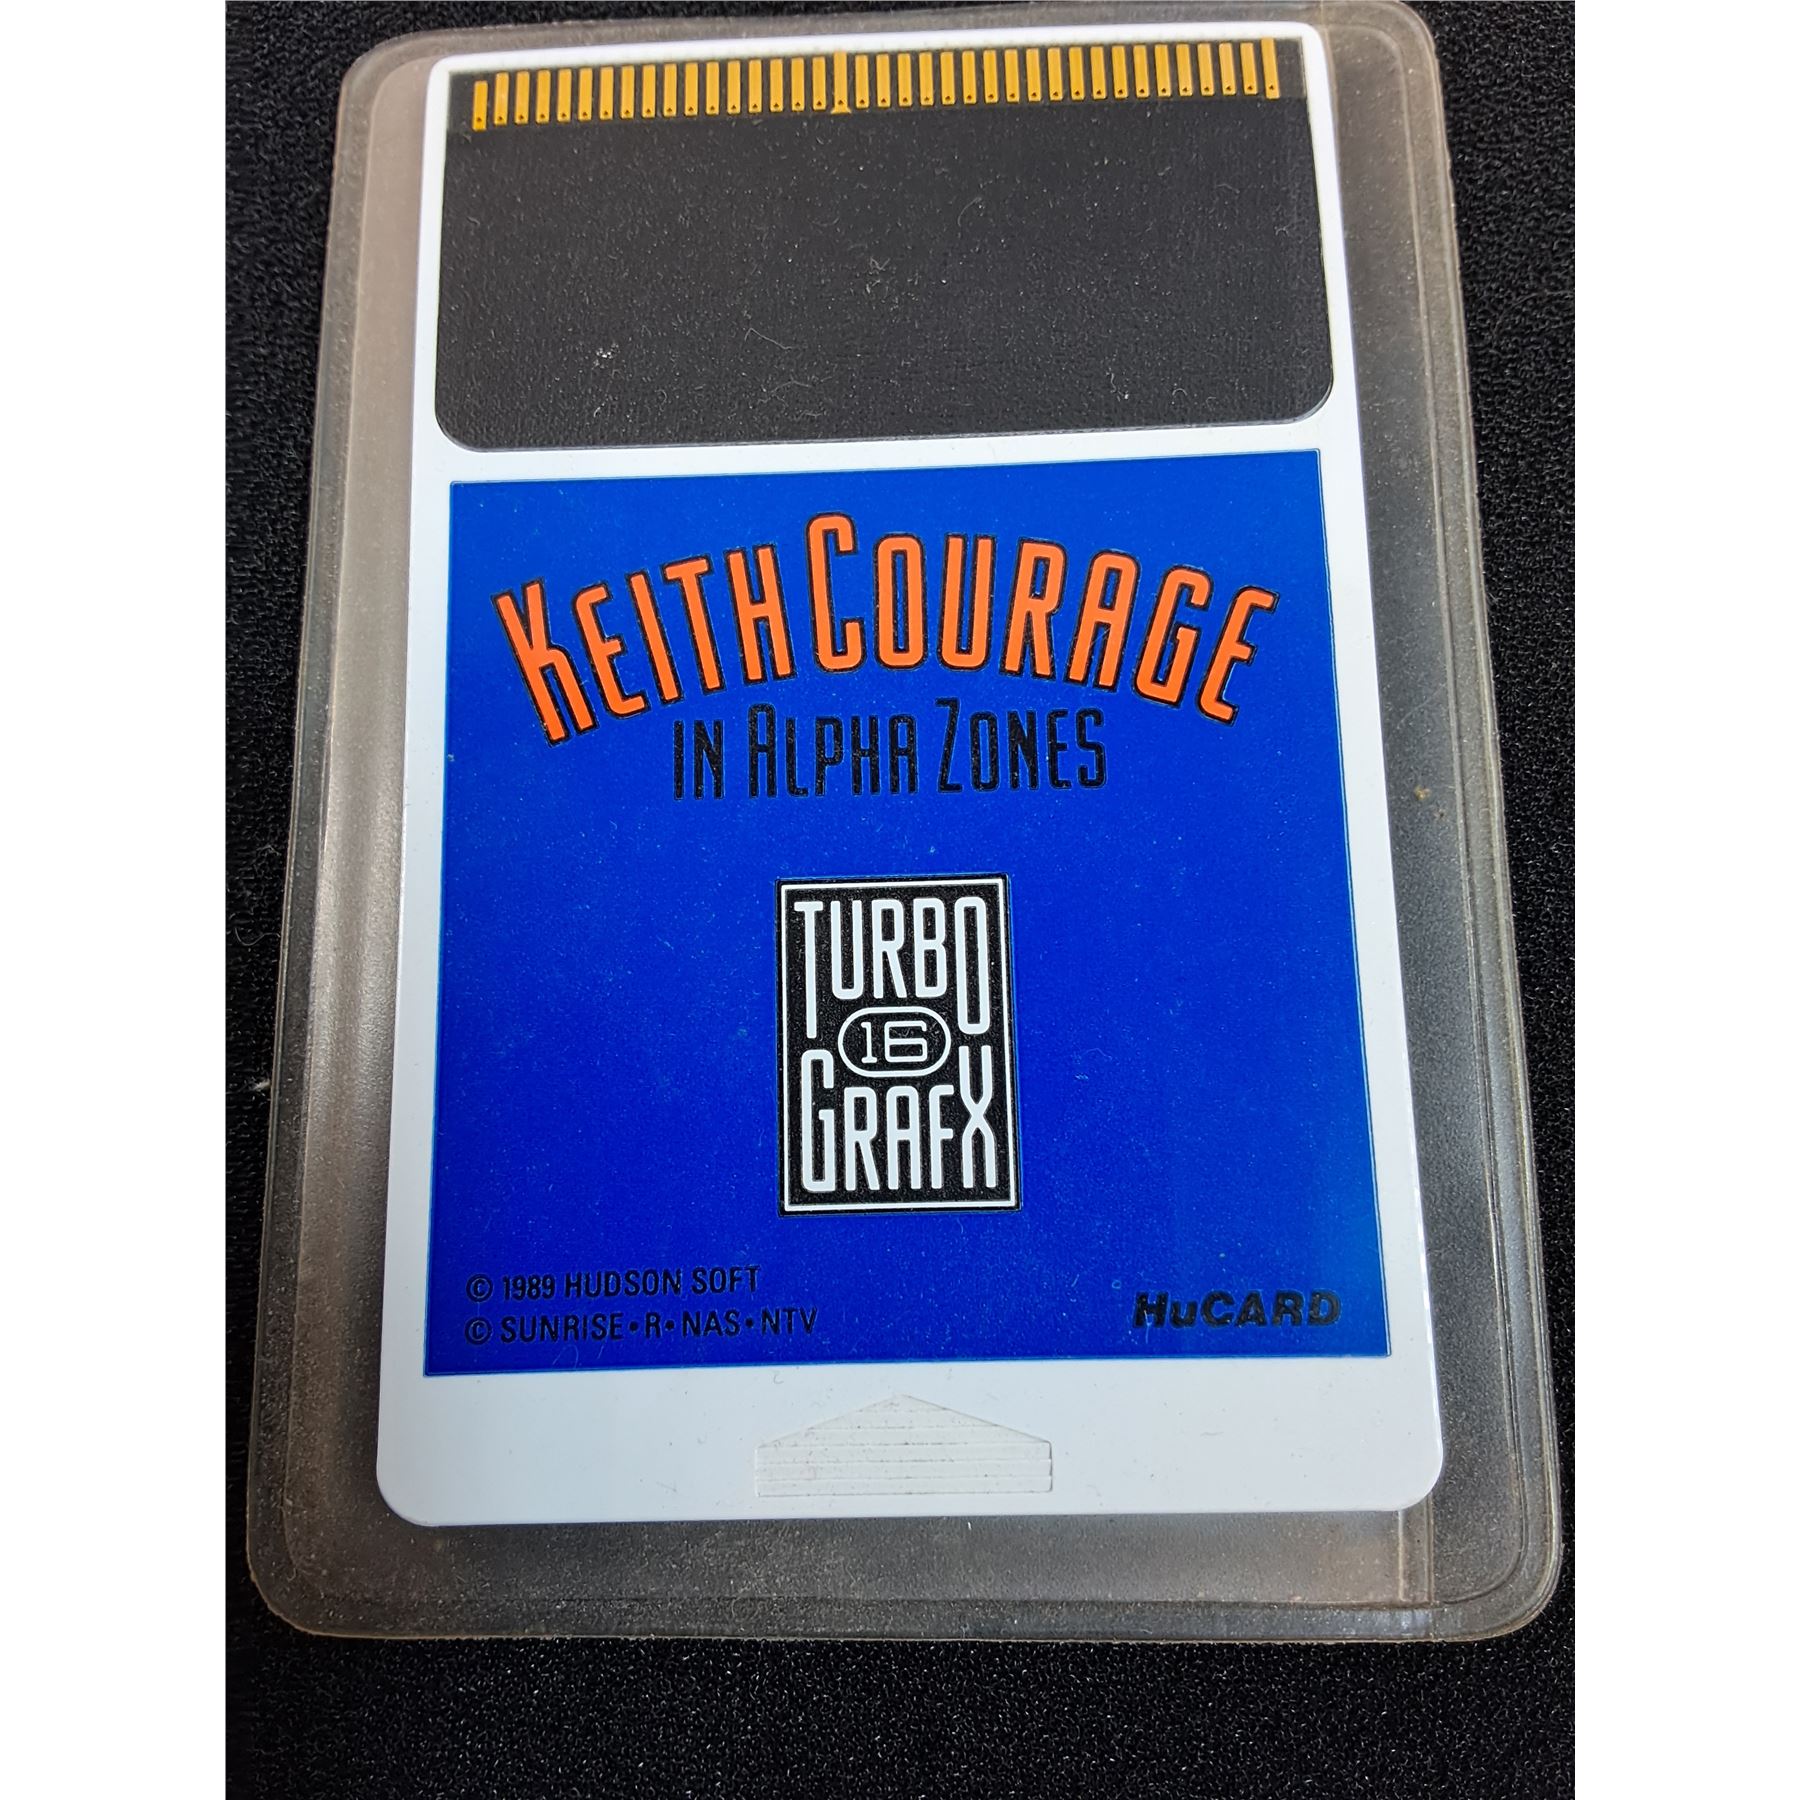 KEITH COURAGE
IN ALPHA ZONES
TURBO
16
GRAFX
© 1989 HUDSON SOFT
© SUNRISE•R•NAS•NTV
HuCARD